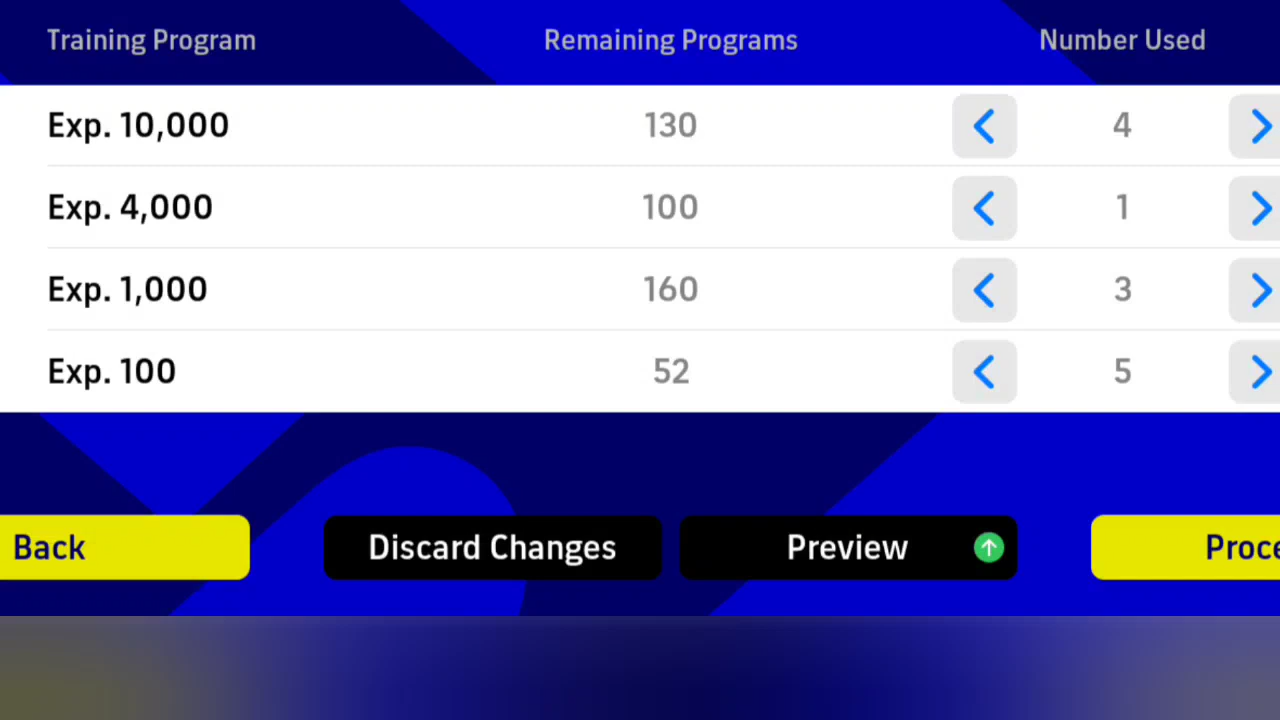 Training Program Remaining Programs Number Used
Exp. 10,000 130 4
Exp. 4,000 100 1
Exp. 1,000 160 3
Exp. 100 52 5
Back Discard Changes Preview Proce